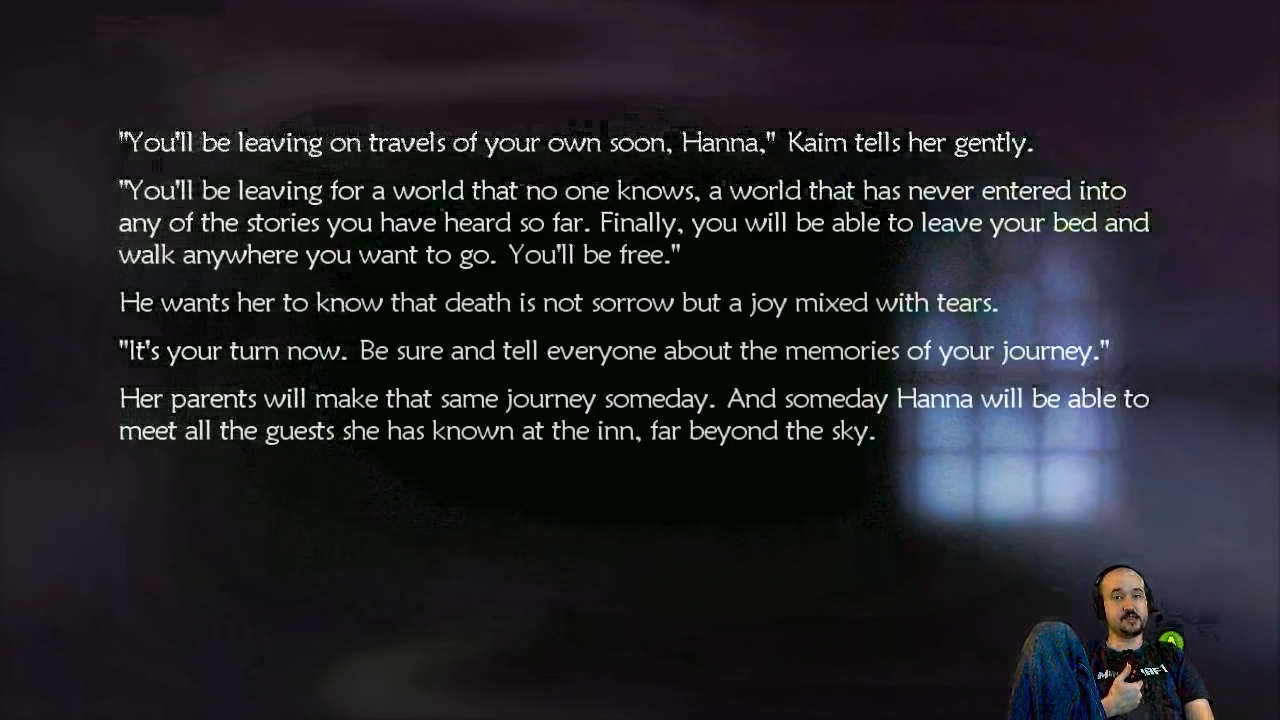 "You'll be leaving on travels of your own soon, Hanna," Kaim tells her gently.
"You'll be leaving for a world that no one knows, a world that has never entered into
any of the stories you have heard so far. Finally, you will be able to leave your bed and
walk anywhere you want to go. You'll be free."
He wants her to know that death is not sorrow but a joy mixed with tears.
"It's your turn now. Be sure and tell everyone about the memories of your journey."
Her parents will make that same journey someday. And someday Hanna will be able to
meet all the guests she has known at the inn, far beyond the sky.
A